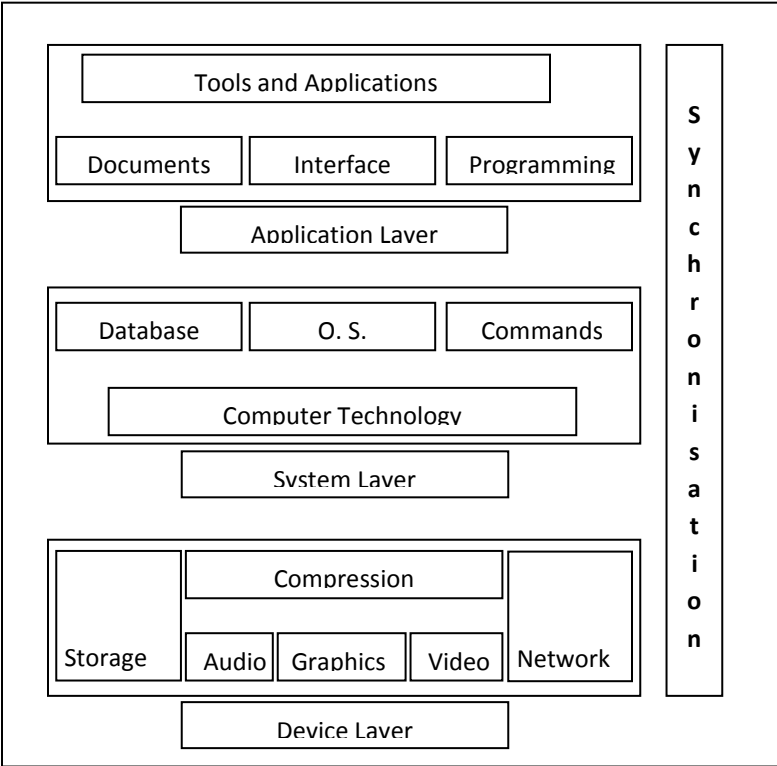 Tools and Applications
Documents Interface Programming
Application Layer
Database O. S. Commands
Computer Technology
System Layer
Compression
Storage Audio Graphics Video Network
Device Layer
Synchronisation